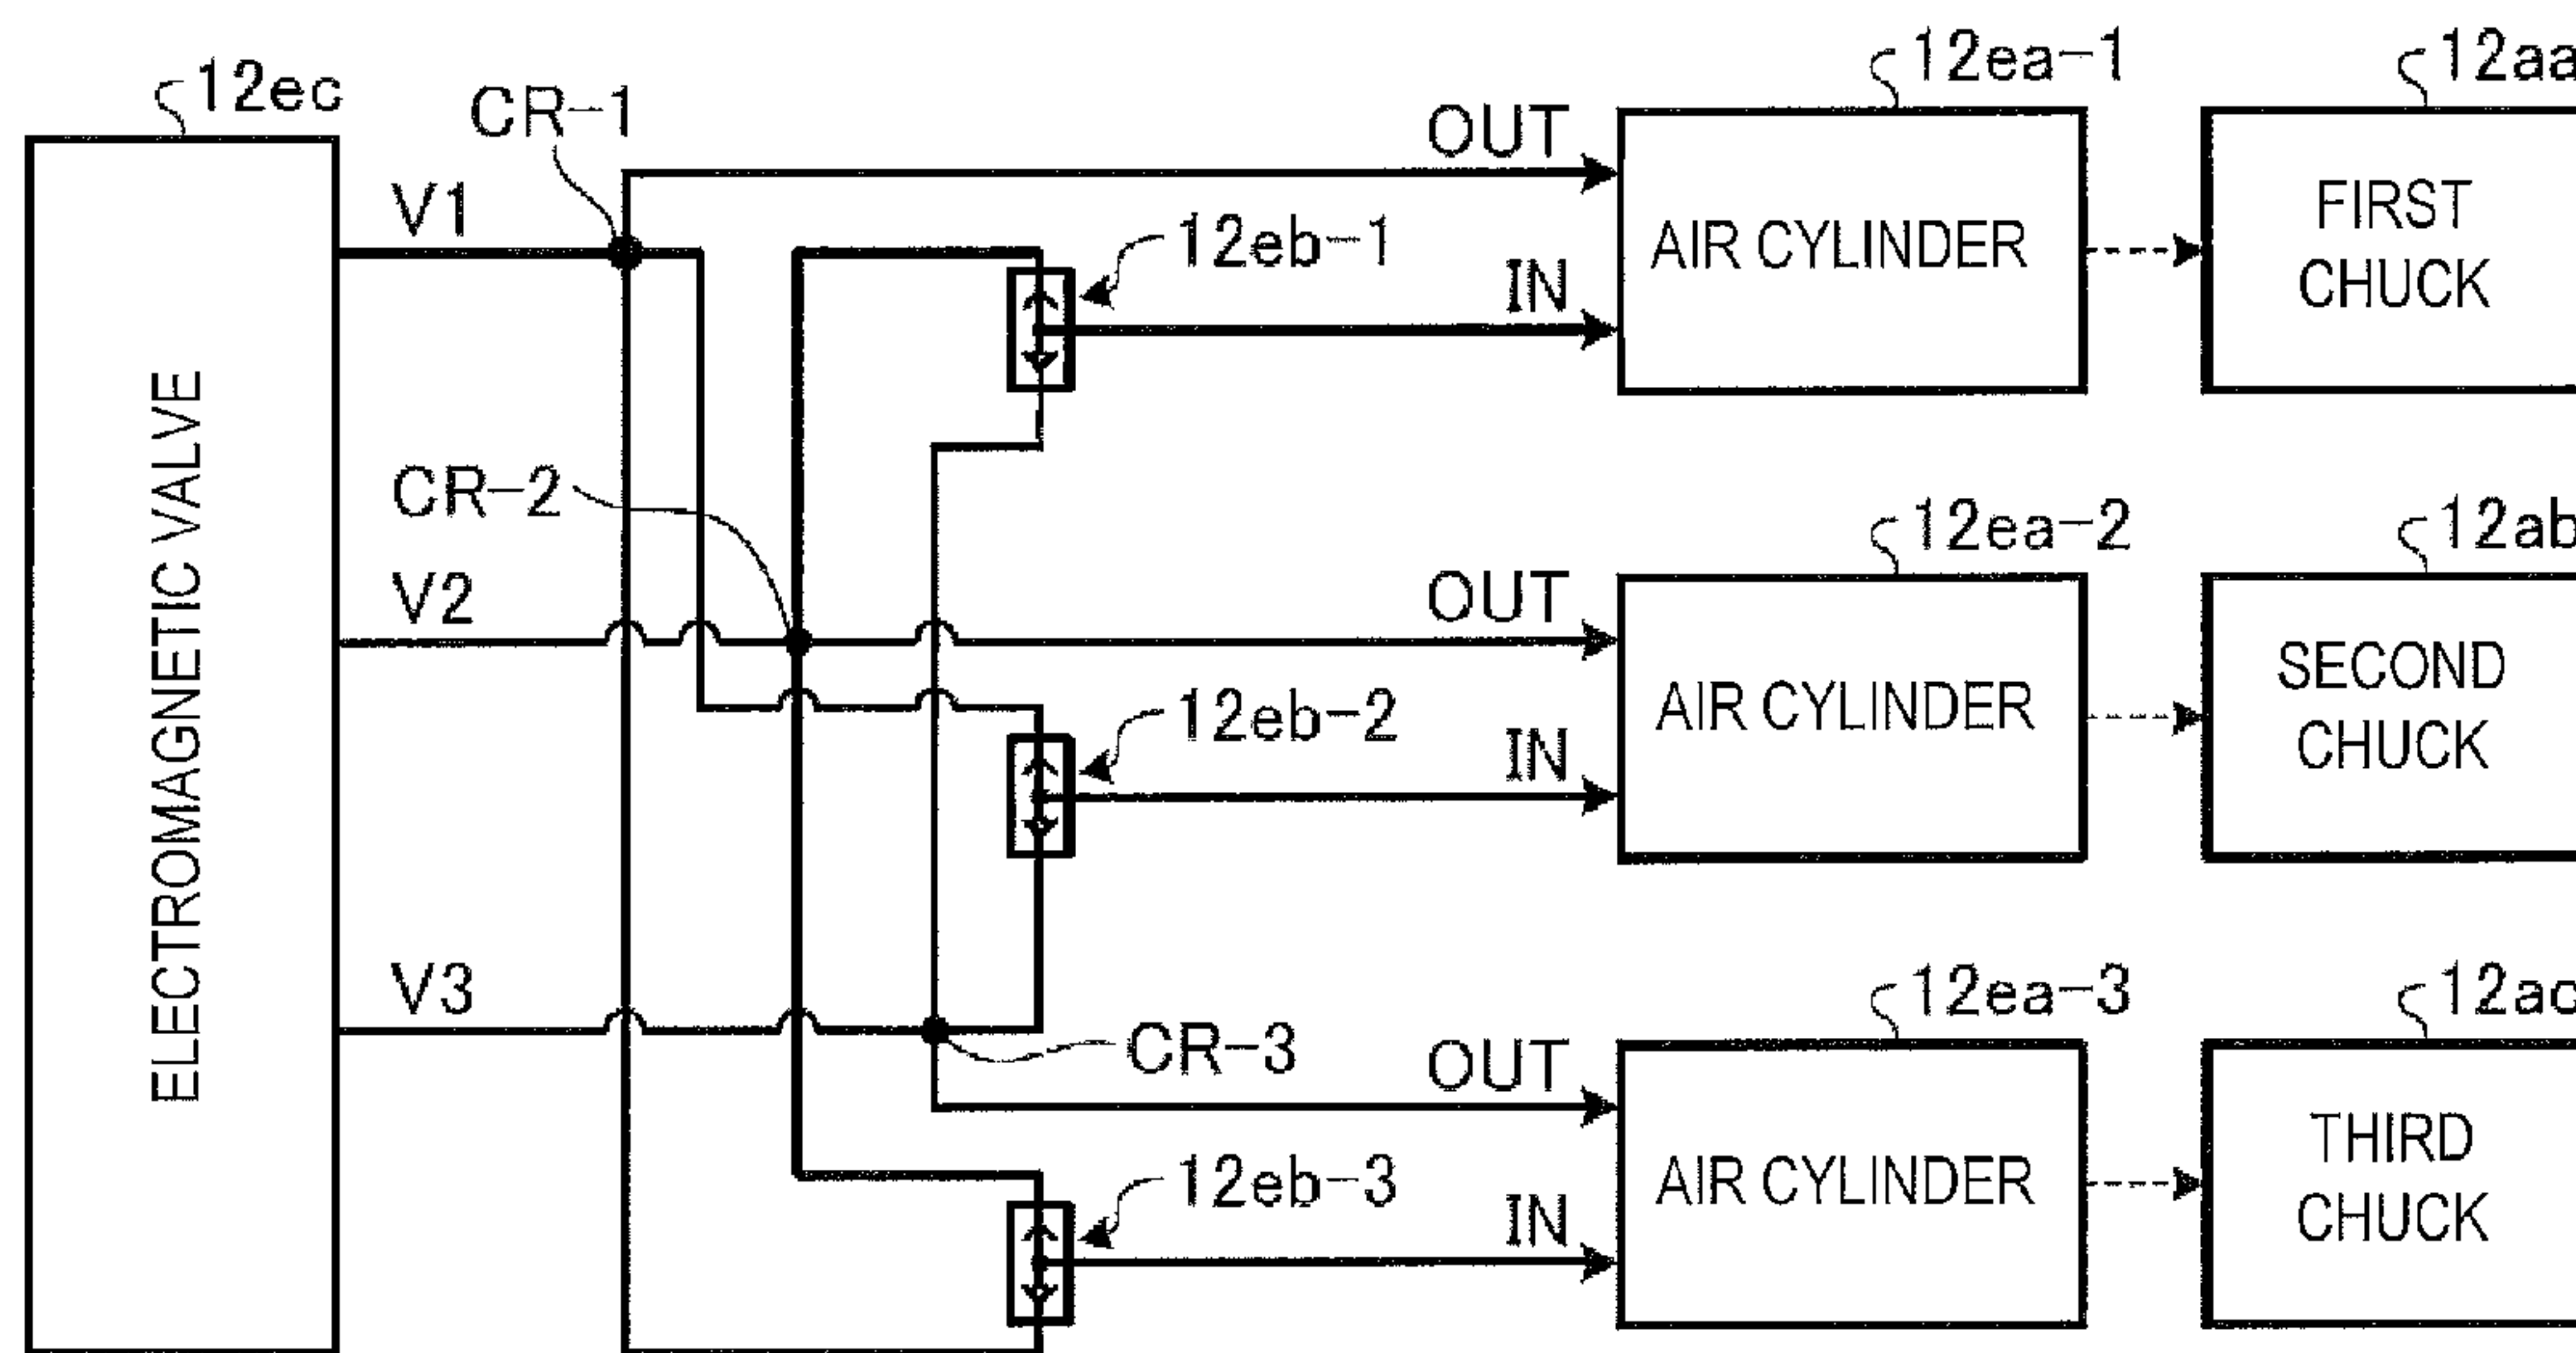 12ec
CR-1
V1
OUT
12eb-1
IN
12ea-1
AIR CYLINDER
12aa
FIRST
CHUCK
ELECTROMAGNETIC VALVE
CR-2
V2
OUT
12eb-2
IN
12ea-2
AIR CYLINDER
12ab
SECOND
CHUCK
V3
CR-3
OUT
12eb-3
IN
12ea-3
AIR CYLINDER
12ac
THIRD
CHUCK